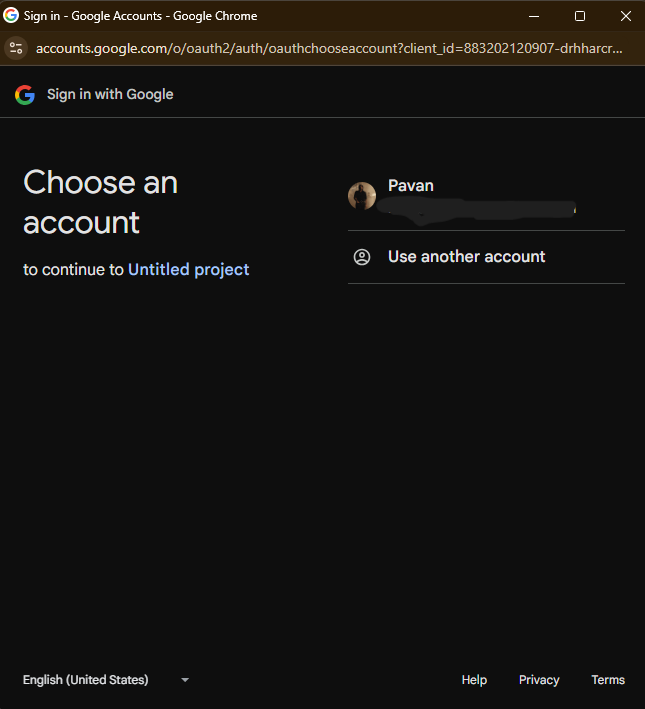 Sign in - Google Accounts - Google Chrome
accounts.google.com/o/oauth2/auth/oauthchooseaccount?client_id=883202120907-drhharcr...
Sign in with Google
Choose an
account
to continue to Untitled project
Pavan
Use another account
English (United States)
Help
Privacy
Terms